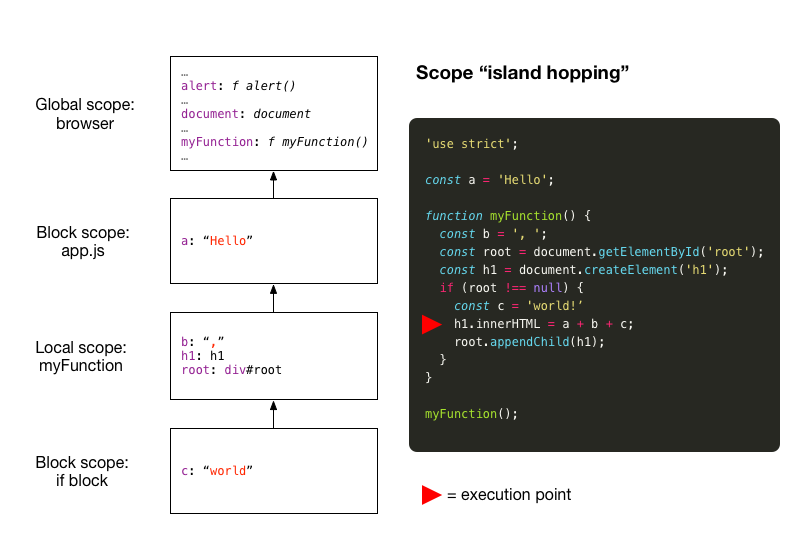 Scope “island hopping”
Global scope:
browser
…
alert: f alert()
…
document: document
…
myFunction: f myFunction()
…
Block scope:
app.js
a: “Hello”
Local scope:
myFunction
b: “,”
h1: h1
root: div#root
Block scope:
if block
c: “world”
'use strict';
const a = 'Hello';
function myFunction() {
  const b = ', ';
  const root = document.getElementById('root');
  const h1 = document.createElement('h1');
  if (root !== null) {
    const c = 'world!’
    h1.innerHTML = a + b + c;
    root.appendChild(h1);
  }
}
myFunction();
= execution point